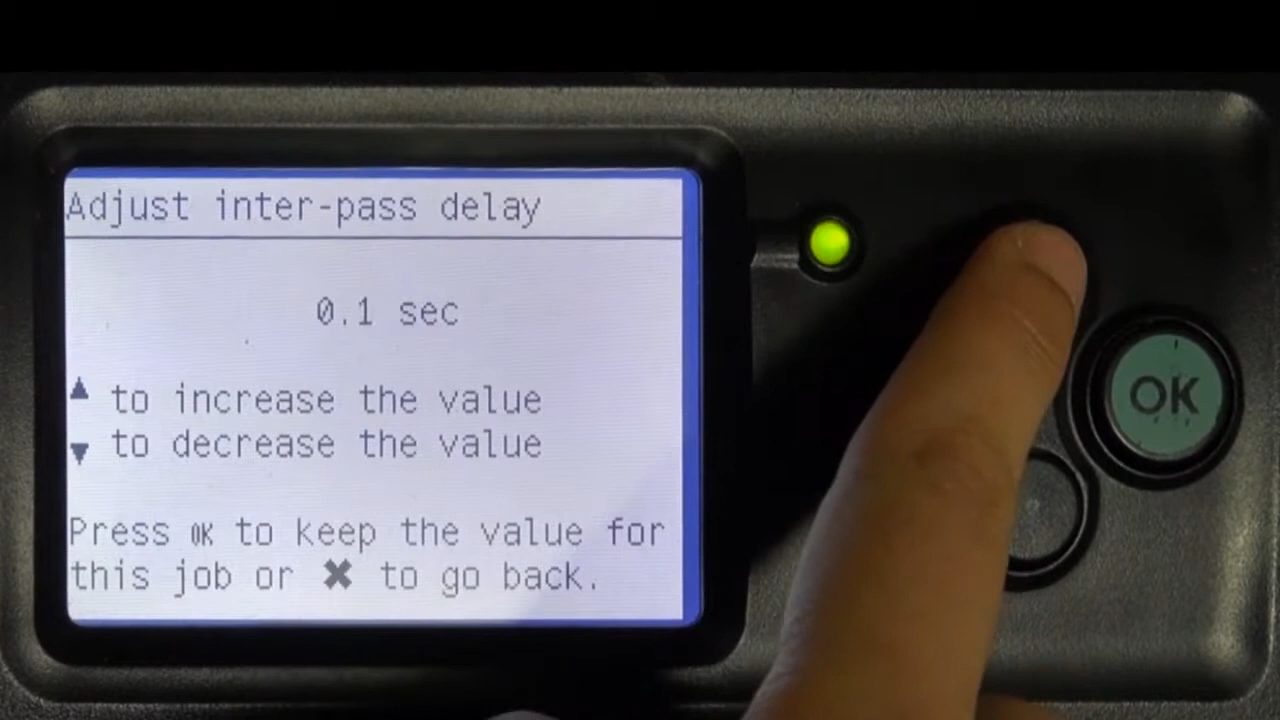 Adjust inter-pass delay
0.1 sec
▲ to increase the value
▼ to decrease the value
Press OK to keep the value for
this job or ✖ to go back.
OK